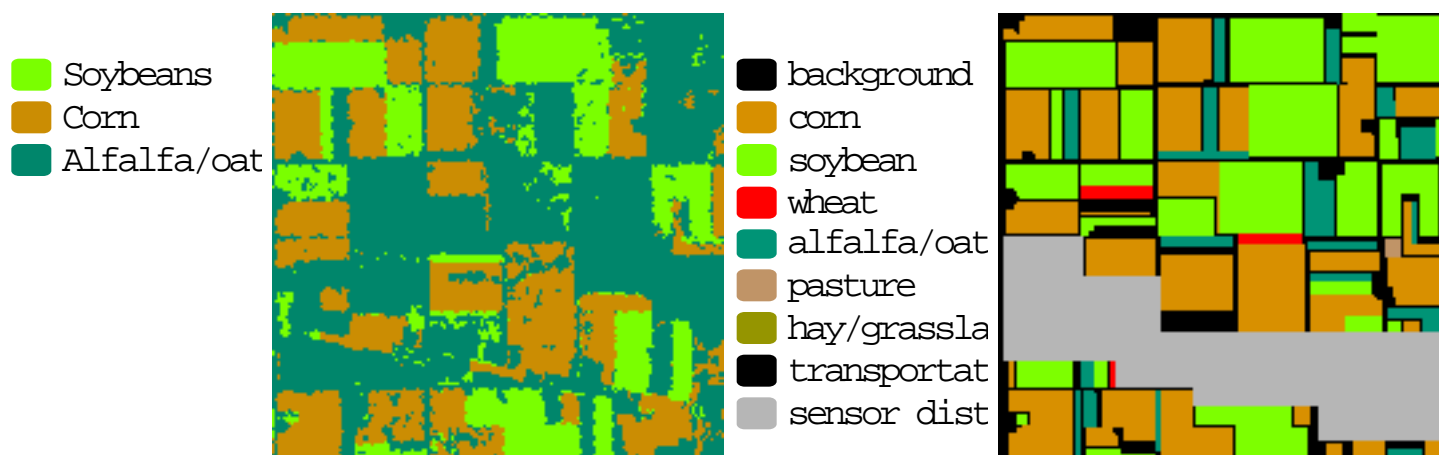 Soybeans
Corn
Alfalfa/oat
background
corn
soybean
wheat
alfalfa/oat
pasture
hay/grassla
transportat
sensor dist